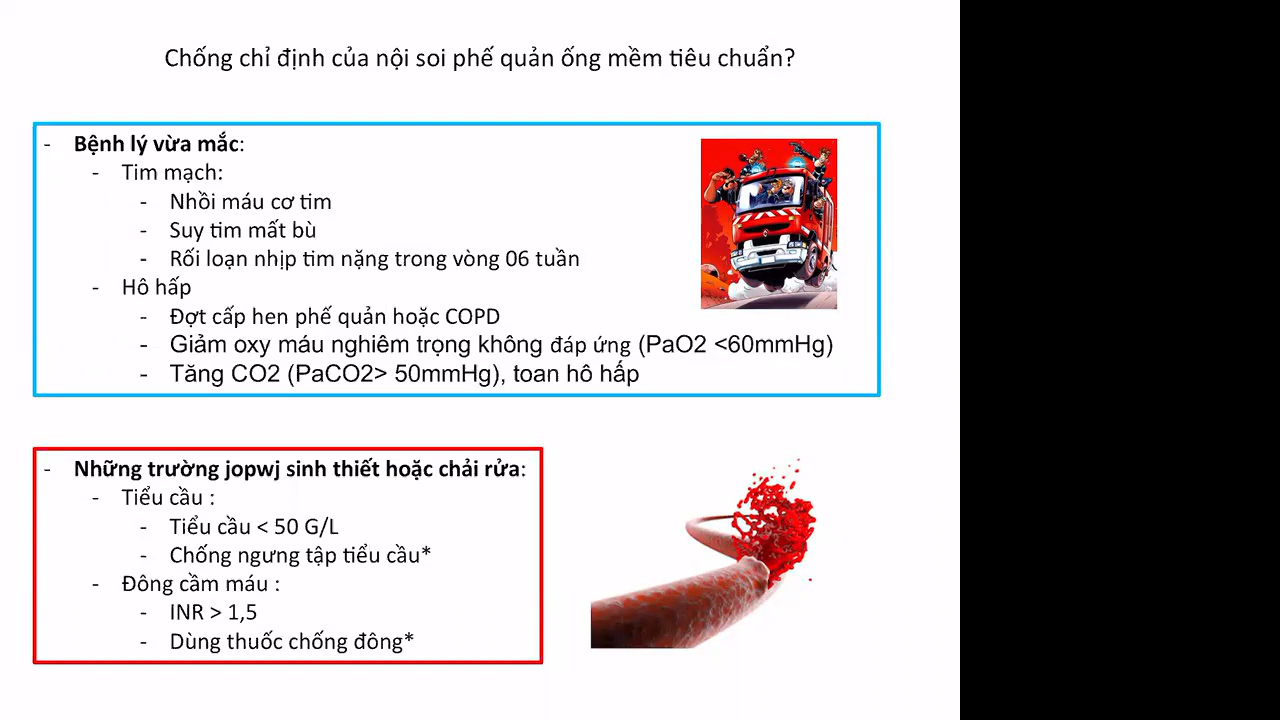 Chống chỉ định của nội soi phế quản ống mềm tiêu chuẩn?
- Bệnh lý vừa mắc:
- Tim mạch:
- Nhồi máu cơ tim
- Suy tim mất bù
- Rối loạn nhịp tim nặng trong vòng 06 tuần
- Hô hấp
- Đợt cấp hen phế quản hoặc COPD
- Giảm oxy máu nghiêm trọng không đáp ứng (PaO2 <60mmHg)
- Tăng CO2 (PaCO2> 50mmHg), toan hô hấp
- Những trường jopwj sinh thiết hoặc chải rửa:
- Tiểu cầu :
- Tiểu cầu < 50 G/L
- Chống ngưng tập tiểu cầu*
- Đông cầm máu :
- INR > 1,5
- Dùng thuốc chống đông*